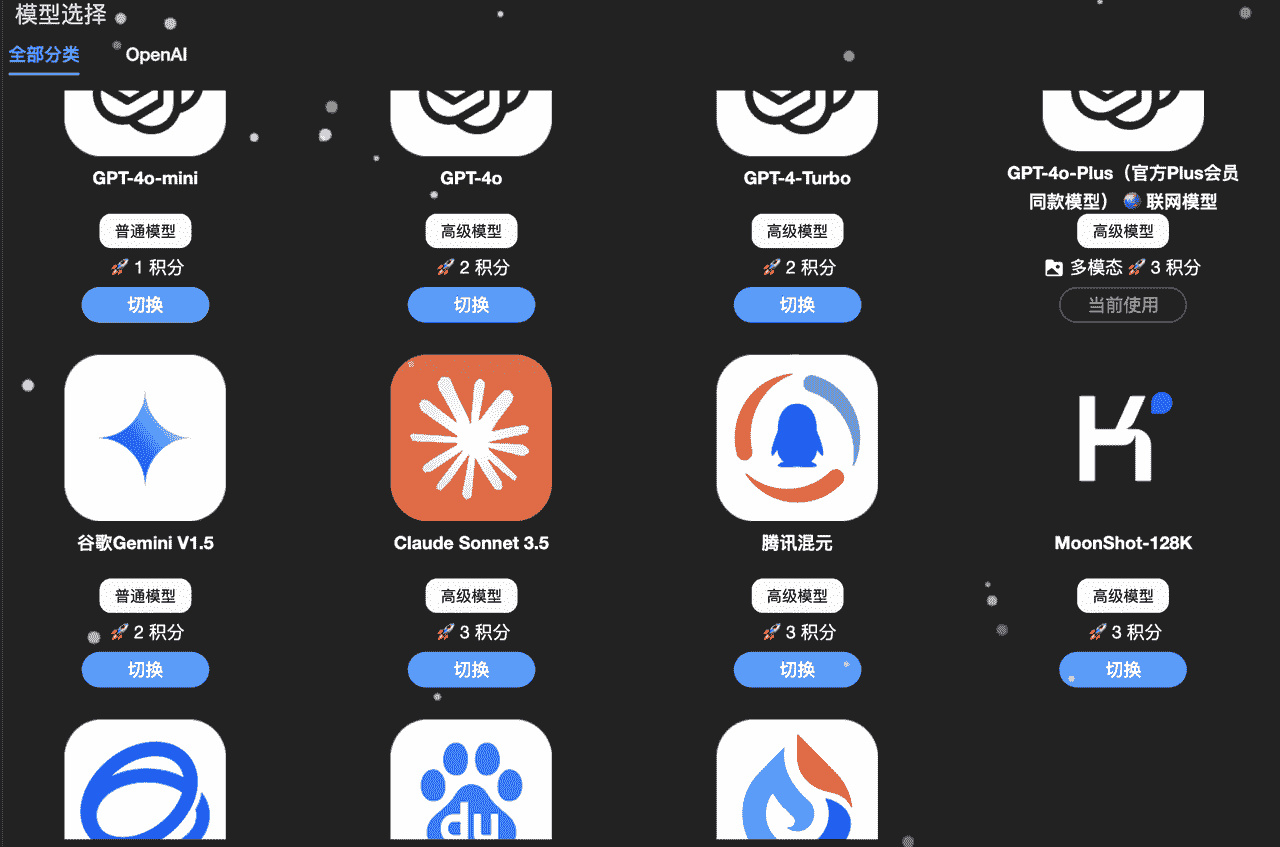 模型选择
全部分类 OpenAI
GPT-4o-mini
普通模型
🚀 1 积分
切换
GPT-4o
高级模型
🚀 2 积分
切换
GPT-4-Turbo
高级模型
🚀 2 积分
切换
GPT-4o-Plus（官方Plus会员
同款模型） 联网模型
高级模型
多模态 🚀 3 积分
当前使用
谷歌Gemini V1.5
普通模型
🚀 2 积分
切换
Claude Sonnet 3.5
高级模型
🚀 3 积分
切换
腾讯混元
高级模型
🚀 3 积分
切换
MoonShot-128K
高级模型
🚀 3 积分
切换
du